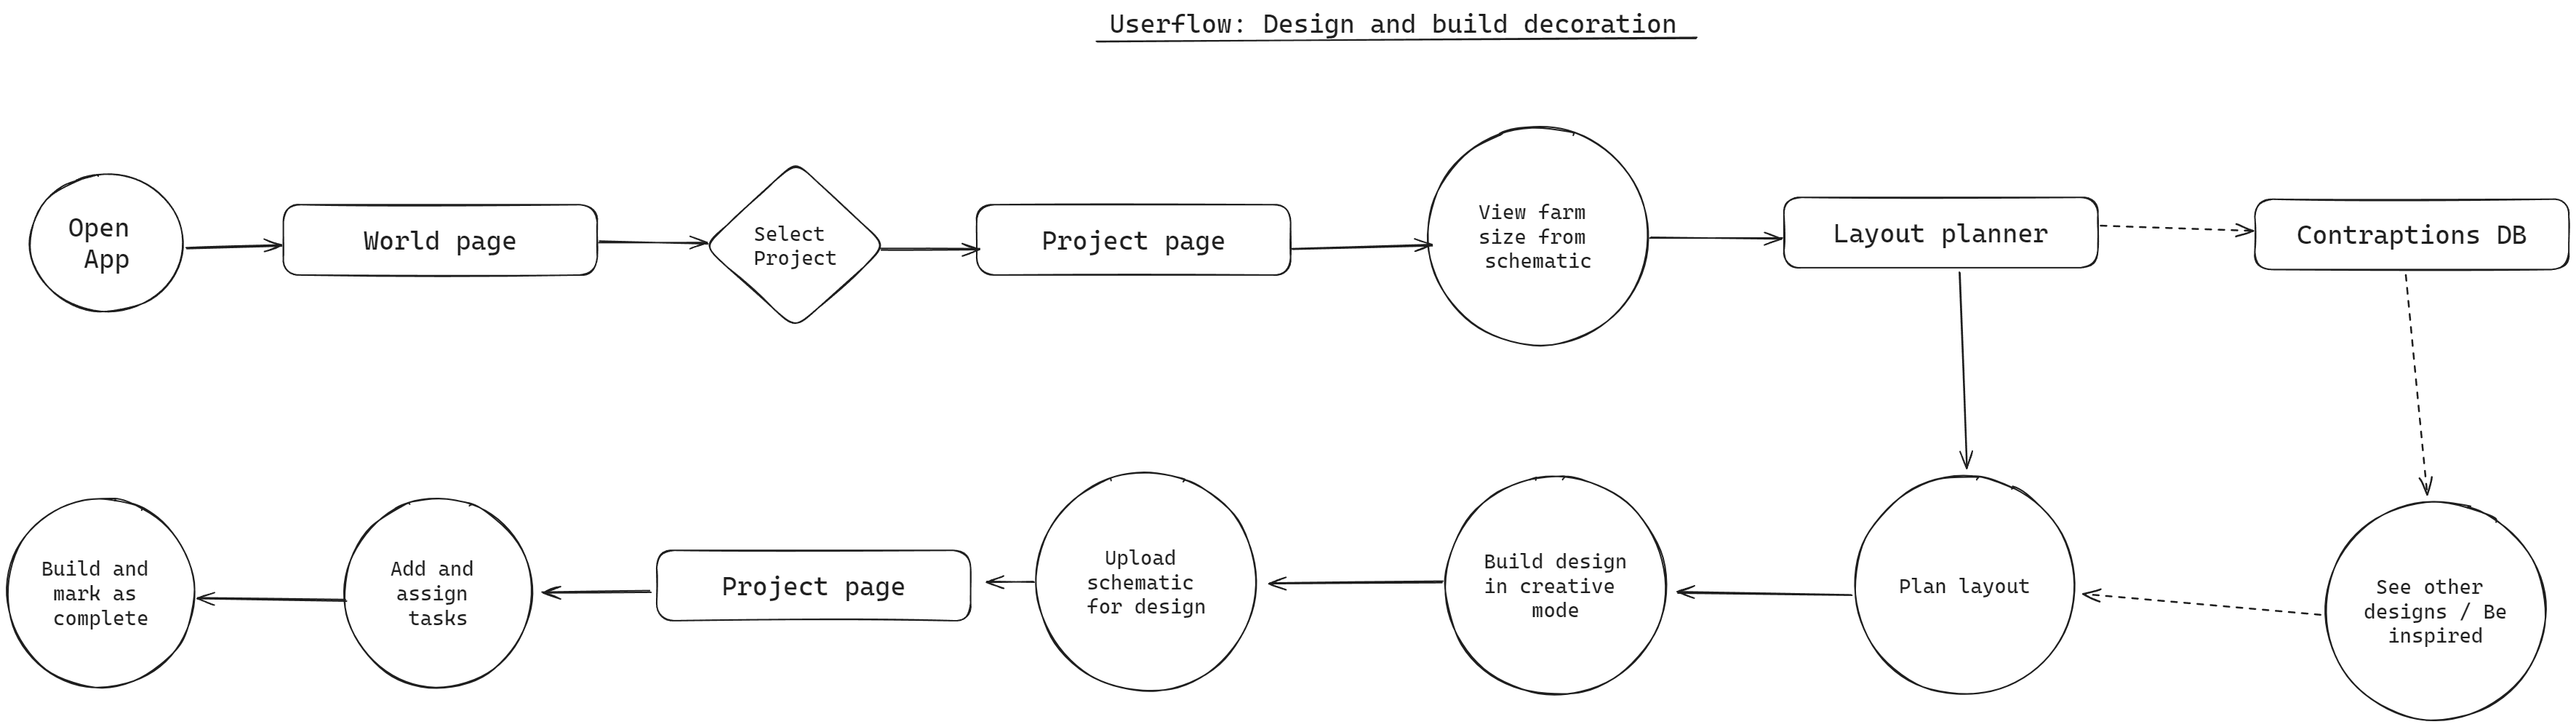 Userflow: Design and build decoration
Open
App
World page
Select
Project
Project page
View farm
size from
schematic
Layout planner
Contraptions DB
Build and
mark as
complete
Add and
assign
tasks
Project page
Upload
schematic
for design
Build design
in creative
mode
Plan layout
See other
designs / Be
inspired